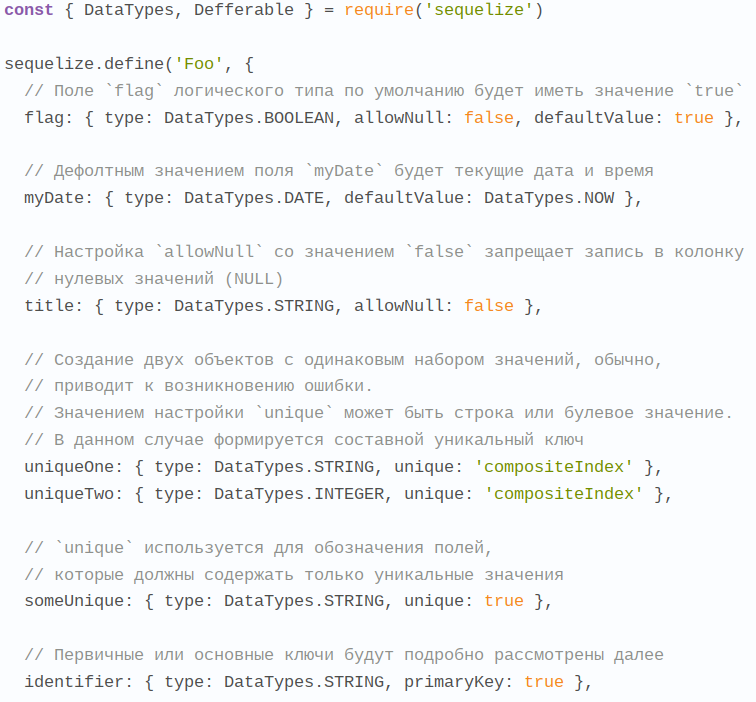 const { DataTypes, Defferable } = require('sequelize')
sequelize.define('Foo', {
// Поле `flag` логического типа по умолчанию будет иметь значение `true`
flag: { type: DataTypes.BOOLEAN, allowNull: false, defaultValue: true },
// Дефолтным значением поля `myDate` будет текущие дата и время
myDate: { type: DataTypes.DATE, defaultValue: DataTypes.NOW },
// Настройка `allowNull` со значением `false` запрещает запись в колонку
// нулевых значений (NULL)
title: { type: DataTypes.STRING, allowNull: false },
// Создание двух объектов с одинаковым набором значений, обычно,
// приводит к возникновению ошибки.
// Значением настройки `unique` может быть строка или булевое значение.
// В данном случае формируется составной уникальный ключ
uniqueOne: { type: DataTypes.STRING, unique: 'compositeIndex' },
uniqueTwo: { type: DataTypes.INTEGER, unique: 'compositeIndex' },
// `unique` используется для обозначения полей,
// которые должны содержать только уникальные значения
someUnique: { type: DataTypes.STRING, unique: true },
// Первичные или основные ключи будут подробно рассмотрены далее
identifier: { type: DataTypes.STRING, primaryKey: true },